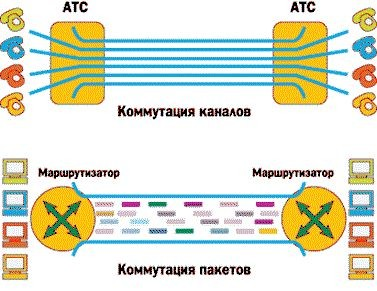 АТС АТС
Коммутация каналов
Маршрутизатор Маршрутизатор
Коммутация пакетов